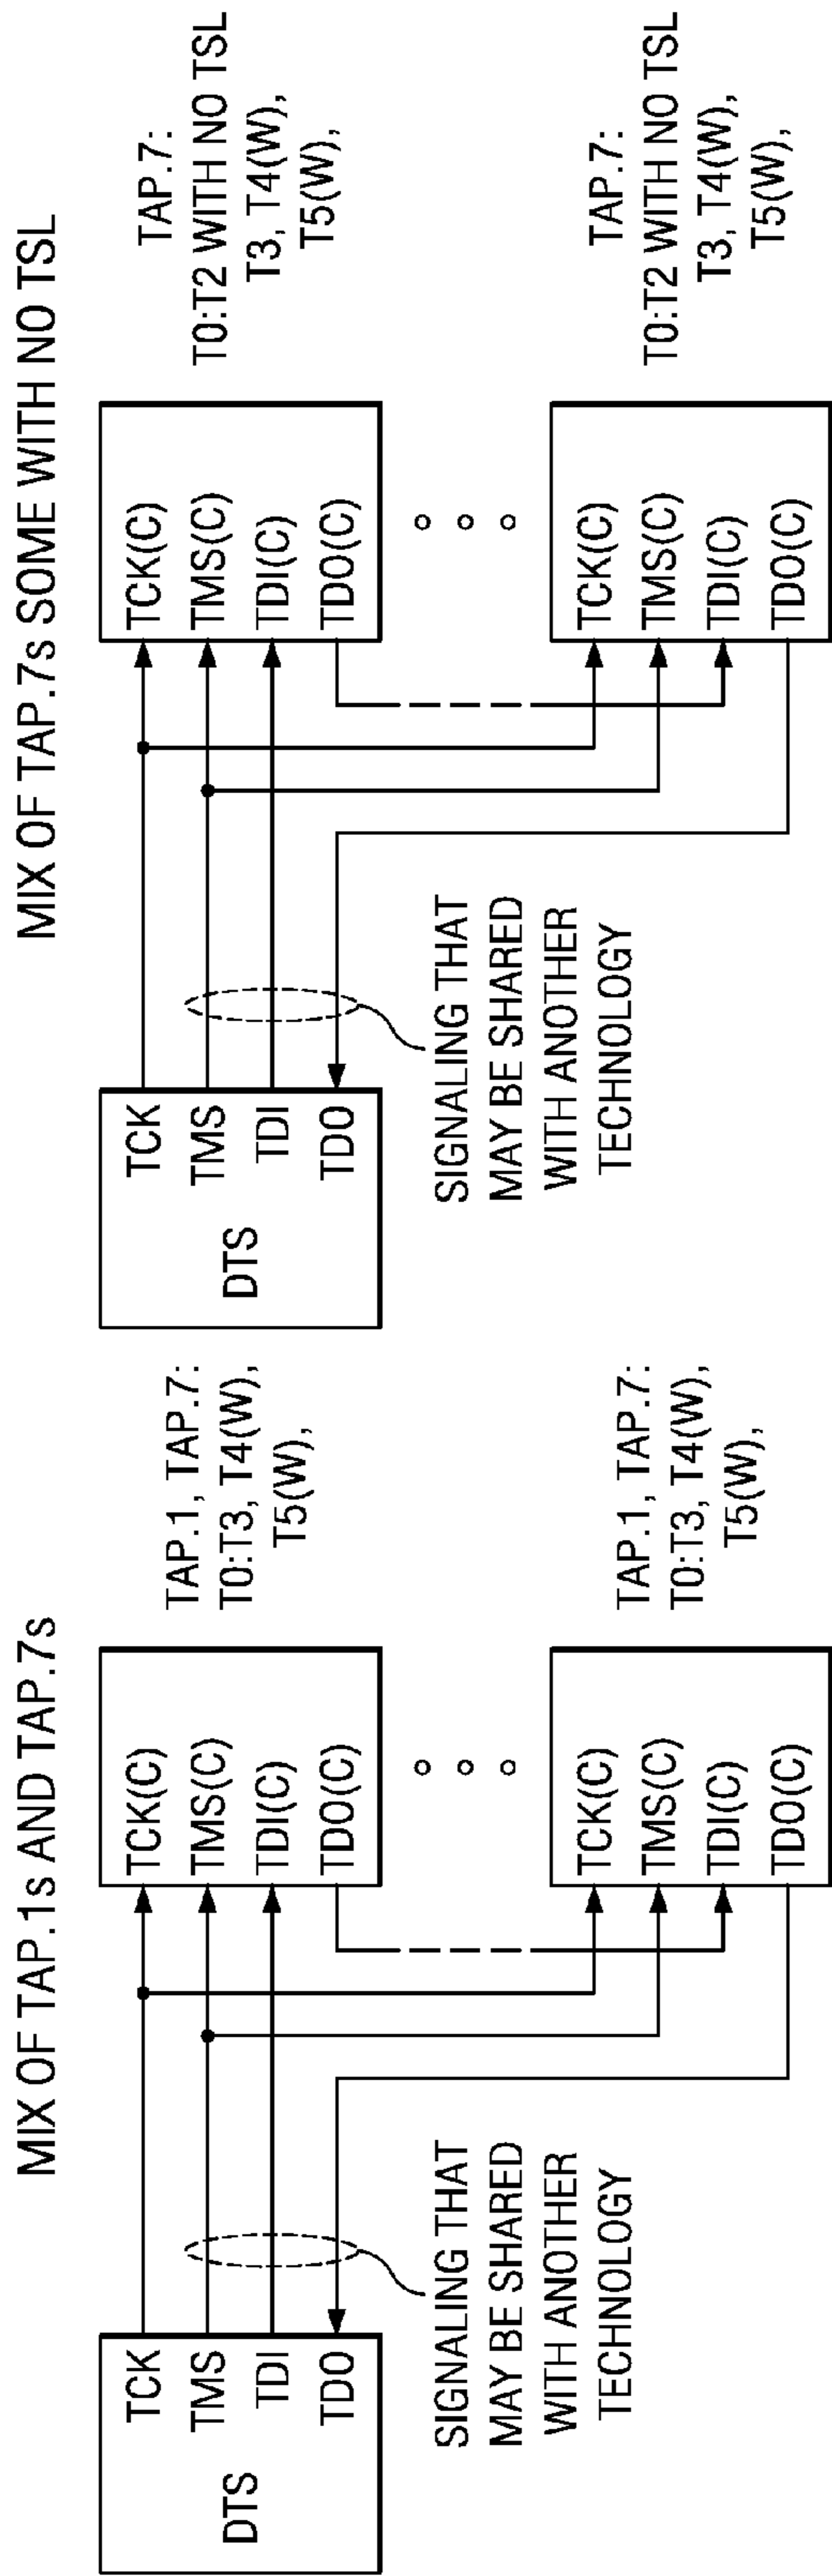 MIX OF TAP.1s AND TAP.7s
DTS
TCK
TMS
TDI
TDO
SIGNALING THAT
MAY BE SHARED
WITH ANOTHER
TECHNOLOGY
TCK(C)
TMS(C)
TDI(C)
TDO(C)
TAP.1, TAP.7:
T0:T3, T4(W),
T5(W),
TCK(C)
TMS(C)
TDI(C)
TDO(C)
TAP.1, TAP.7:
T0:T3, T4(W),
T5(W),
MIX OF TAP.7s SOME WITH NO TSL
DTS
TCK
TMS
TDI
TDO
SIGNALING THAT
MAY BE SHARED
WITH ANOTHER
TECHNOLOGY
TCK(C)
TMS(C)
TDI(C)
TDO(C)
TAP.7:
T0:T2 WITH NO TSL
T3, T4(W),
T5(W),
TCK(C)
TMS(C)
TDI(C)
TDO(C)
TAP.7:
T0:T2 WITH NO TSL
T3, T4(W),
T5(W),